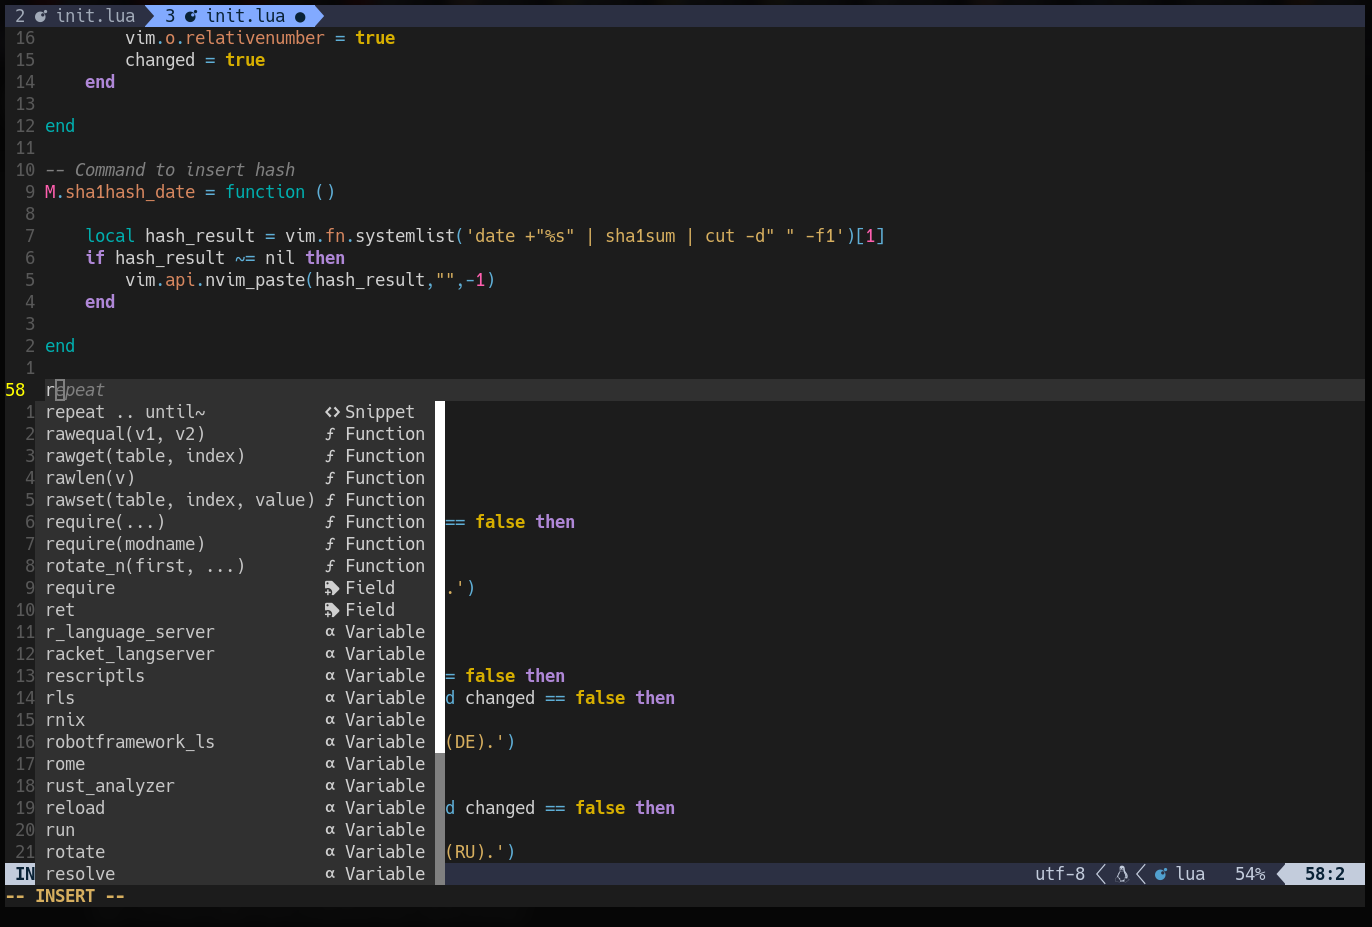 2 init.lua 3 init.lua ●
16 vim.o.relativenumber = true
15 changed = true
14 end
13
12 end
11
10 -- Command to insert hash
9 M.sha1hash_date = function ()
8
7 local hash_result = vim.fn.systemlist('date +"%s" | sha1sum | cut -d" " -f1')[1]
6 if hash_result ~= nil then
5 vim.api.nvim_paste(hash_result,"",-1)
4 end
3
2 end
1
58 repeat
1 repeat .. until~ <> Snippet
2 rawequal(v1, v2) ƒ Function
3 rawget(table, index) ƒ Function
4 rawlen(v) ƒ Function
5 rawset(table, index, value) ƒ Function
6 require(...) ƒ Function == false then
7 require(modname) ƒ Function
8 rotate_n(first, ...) ƒ Function
9 require Field .')
10 ret Field
11 r_language_server α Variable
12 racket_langserver α Variable
13 rescriptls α Variable = false then
14 rls α Variable d changed == false then
15 rnix α Variable
16 robotframework_ls α Variable (DE).')
17 rome α Variable
18 rust_analyzer α Variable
19 reload α Variable d changed == false then
20 run α Variable
21 rotate α Variable (RU).')
IN resolve α Variable utf-8 lua 54% 58:2
-- INSERT --